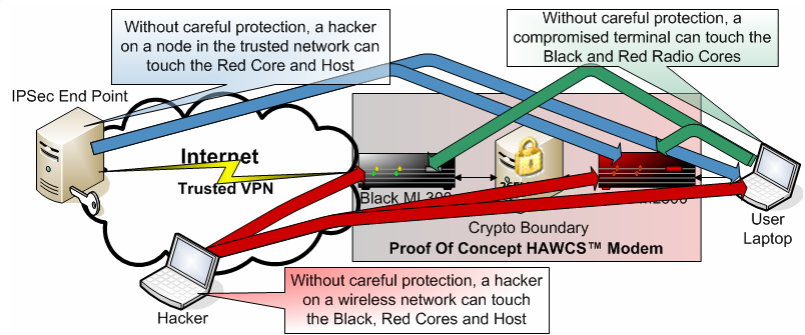 Without careful protection, a hacker
on a node in the trusted network can
touch the Red Core and Host
Without careful protection, a
compromised terminal can touch the
Black and Red Radio Cores
IPSec End Point
Internet
Trusted VPN
Black
Crypto Boundary
Proof Of Concept HAWCS™ Modem
User
Laptop
Hacker
Without careful protection, a hacker
on a wireless network can touch
the Black, Red Cores and Host